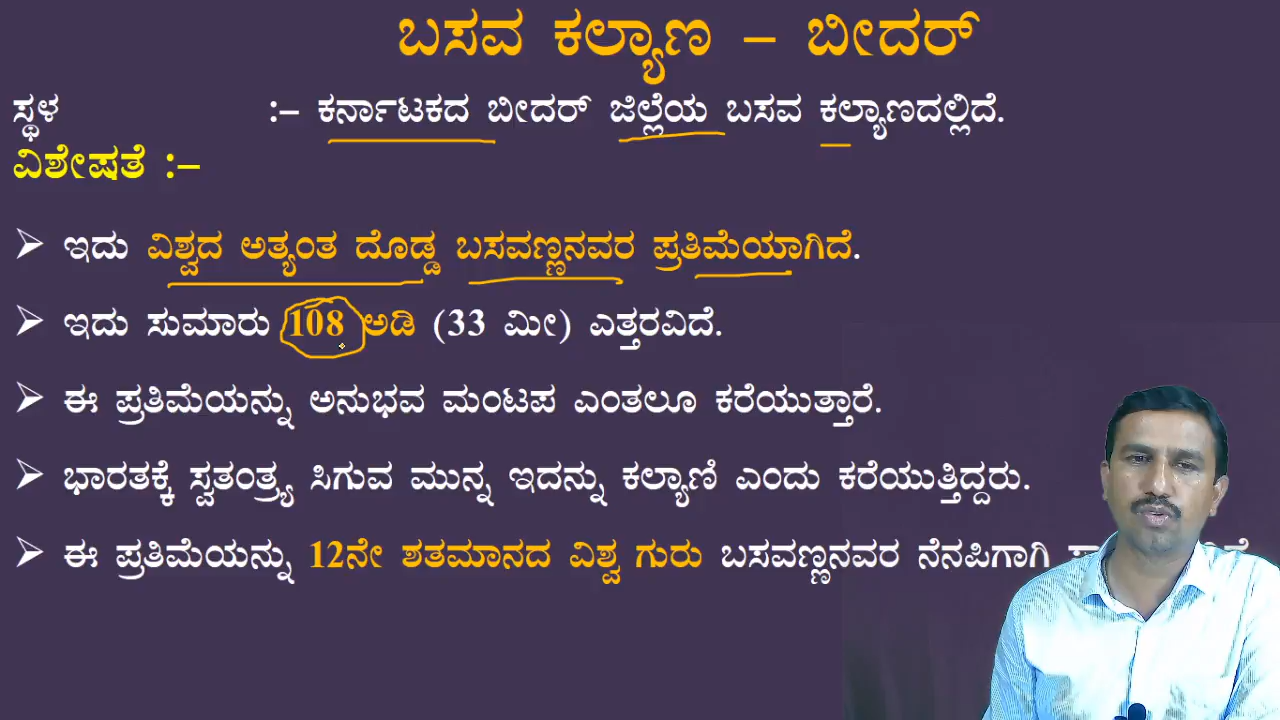 ಬಸವ ಕಲ್ಯಾಣ – ಬೀದರ್
ಸ್ಥಳ :– ಕರ್ನಾಟಕದ ಬೀದರ್ ಜಿಲ್ಲೆಯ ಬಸವ ಕಲ್ಯಾಣದಲ್ಲಿದೆ.
ವಿಶೇಷತೆ :–
➢ ಇದು ವಿಶ್ವದ ಅತ್ಯಂತ ದೊಡ್ಡ ಬಸವಣ್ಣನವರ ಪ್ರತಿಮೆಯಾಗಿದೆ.
➢ ಇದು ಸುಮಾರು 108 ಅಡಿ (33 ಮೀ) ಎತ್ತರವಿದೆ.
➢ ಈ ಪ್ರತಿಮೆಯನ್ನು ಅನುಭವ ಮಂಟಪ ಎಂತಲೂ ಕರೆಯುತ್ತಾರೆ.
➢ ಭಾರತಕ್ಕೆ ಸ್ವತಂತ್ರ್ಯ ಸಿಗುವ ಮುನ್ನ ಇದನ್ನು ಕಲ್ಯಾಣಿ ಎಂದು ಕರೆಯುತ್ತಿದ್ದರು.
➢ ಈ ಪ್ರತಿಮೆಯನ್ನು 12ನೇ ಶತಮಾನದ ವಿಶ್ವ ಗುರು ಬಸವಣ್ಣನವರ ನೆನಪಿಗಾಗಿ